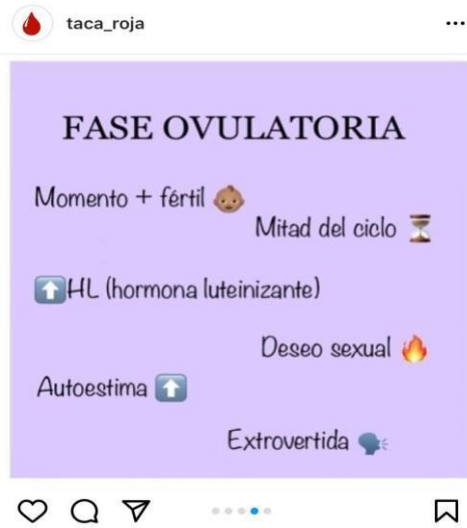 taca_roja
FASE OVULATORIA
Momento + fértil
Mitad del ciclo
HL (hormona luteinizante)
Deseo sexual
Autoestima
Extrovertida